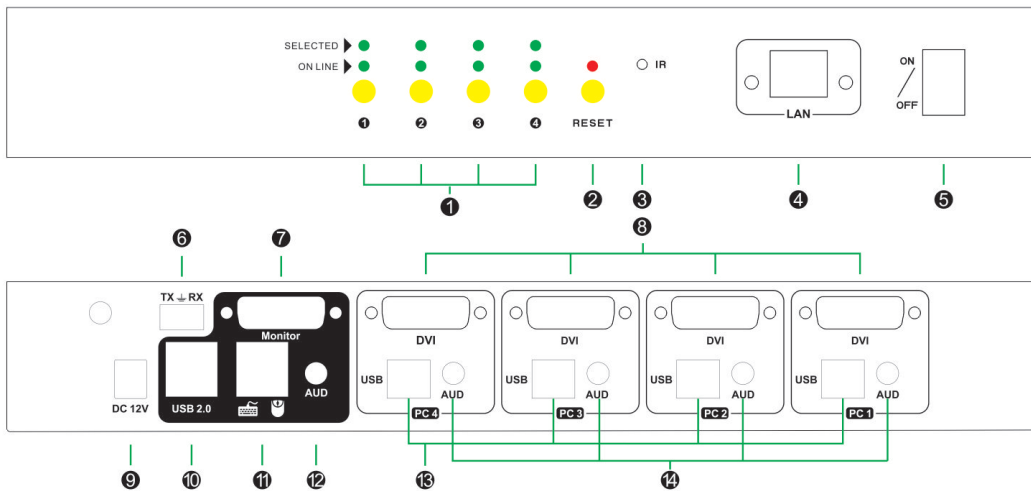 SELECTED
ON LINE
IR
ON
OFF
LAN
1 2 3 4 RESET
1 2 3 4 5
8
6 7
TX RX
Monitor
DVI DVI DVI DVI
USB USB USB USB
DC 12V USB 2.0 AUD AUD AUD AUD AUD
PC 4 PC 3 PC 2 PC 1
9 10 11 12 13 14